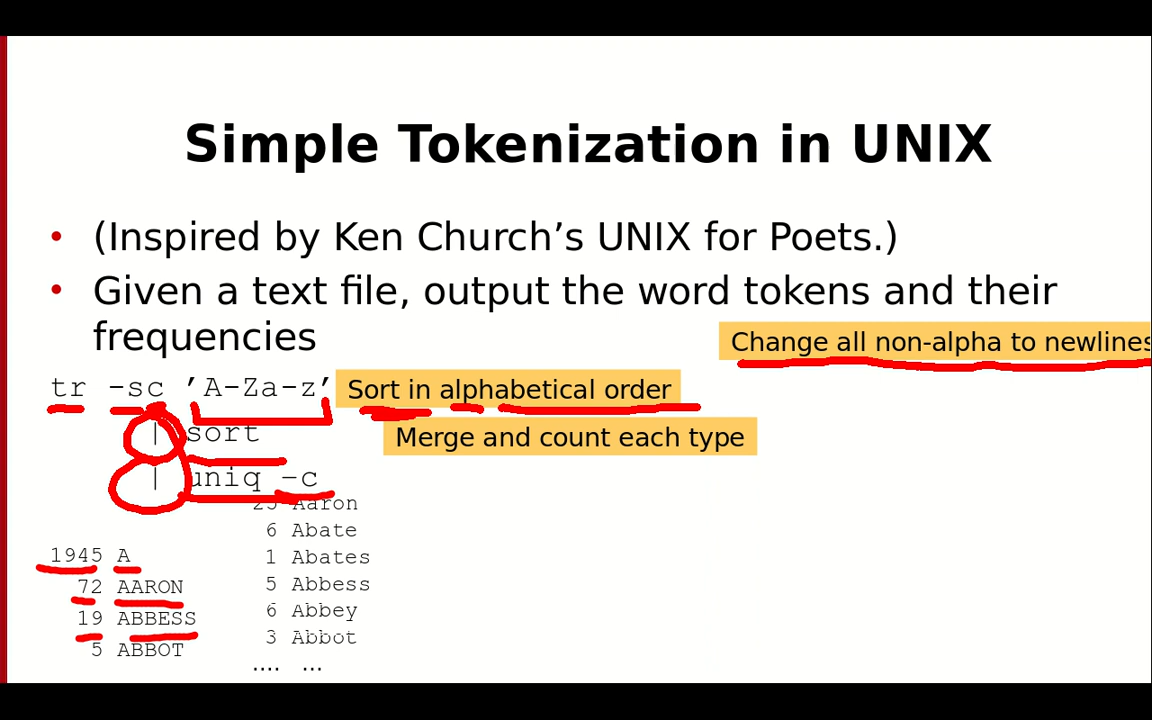 Simple Tokenization in UNIX
• (Inspired by Ken Church’s UNIX for Poets.)
• Given a text file, output the word tokens and their
frequencies
Change all non-alpha to newlines
tr -sc ’A-Za-z’
Sort in alphabetical order
| sort
Merge and count each type
| uniq –c
25 Aaron
6 Abate
1 Abates
5 Abbess
6 Abbey
3 Abbot
.... ...
1945 A
72 AARON
19 ABBESS
5 ABBOT